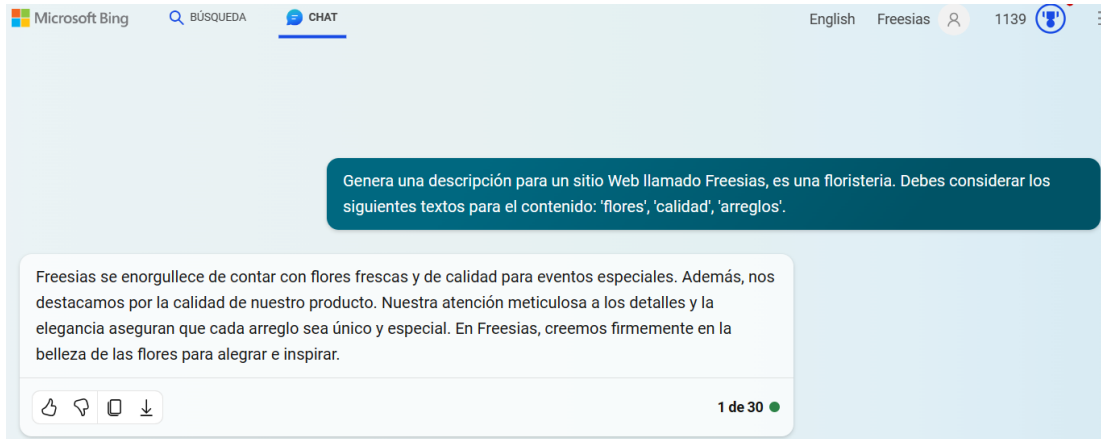 Microsoft Bing BÚSQUEDA CHAT English Freesias 1139
Genera una descripción para un sitio Web llamado Freesias, es una floristeria. Debes considerar los
siguientes textos para el contenido: 'flores', 'calidad', 'arreglos'.
Freesias se enorgullece de contar con flores frescas y de calidad para eventos especiales. Además, nos
destacamos por la calidad de nuestro producto. Nuestra atención meticulosa a los detalles y la
elegancia aseguran que cada arreglo sea único y especial. En Freesias, creemos firmemente en la
belleza de las flores para alegrar e inspirar.
1 de 30